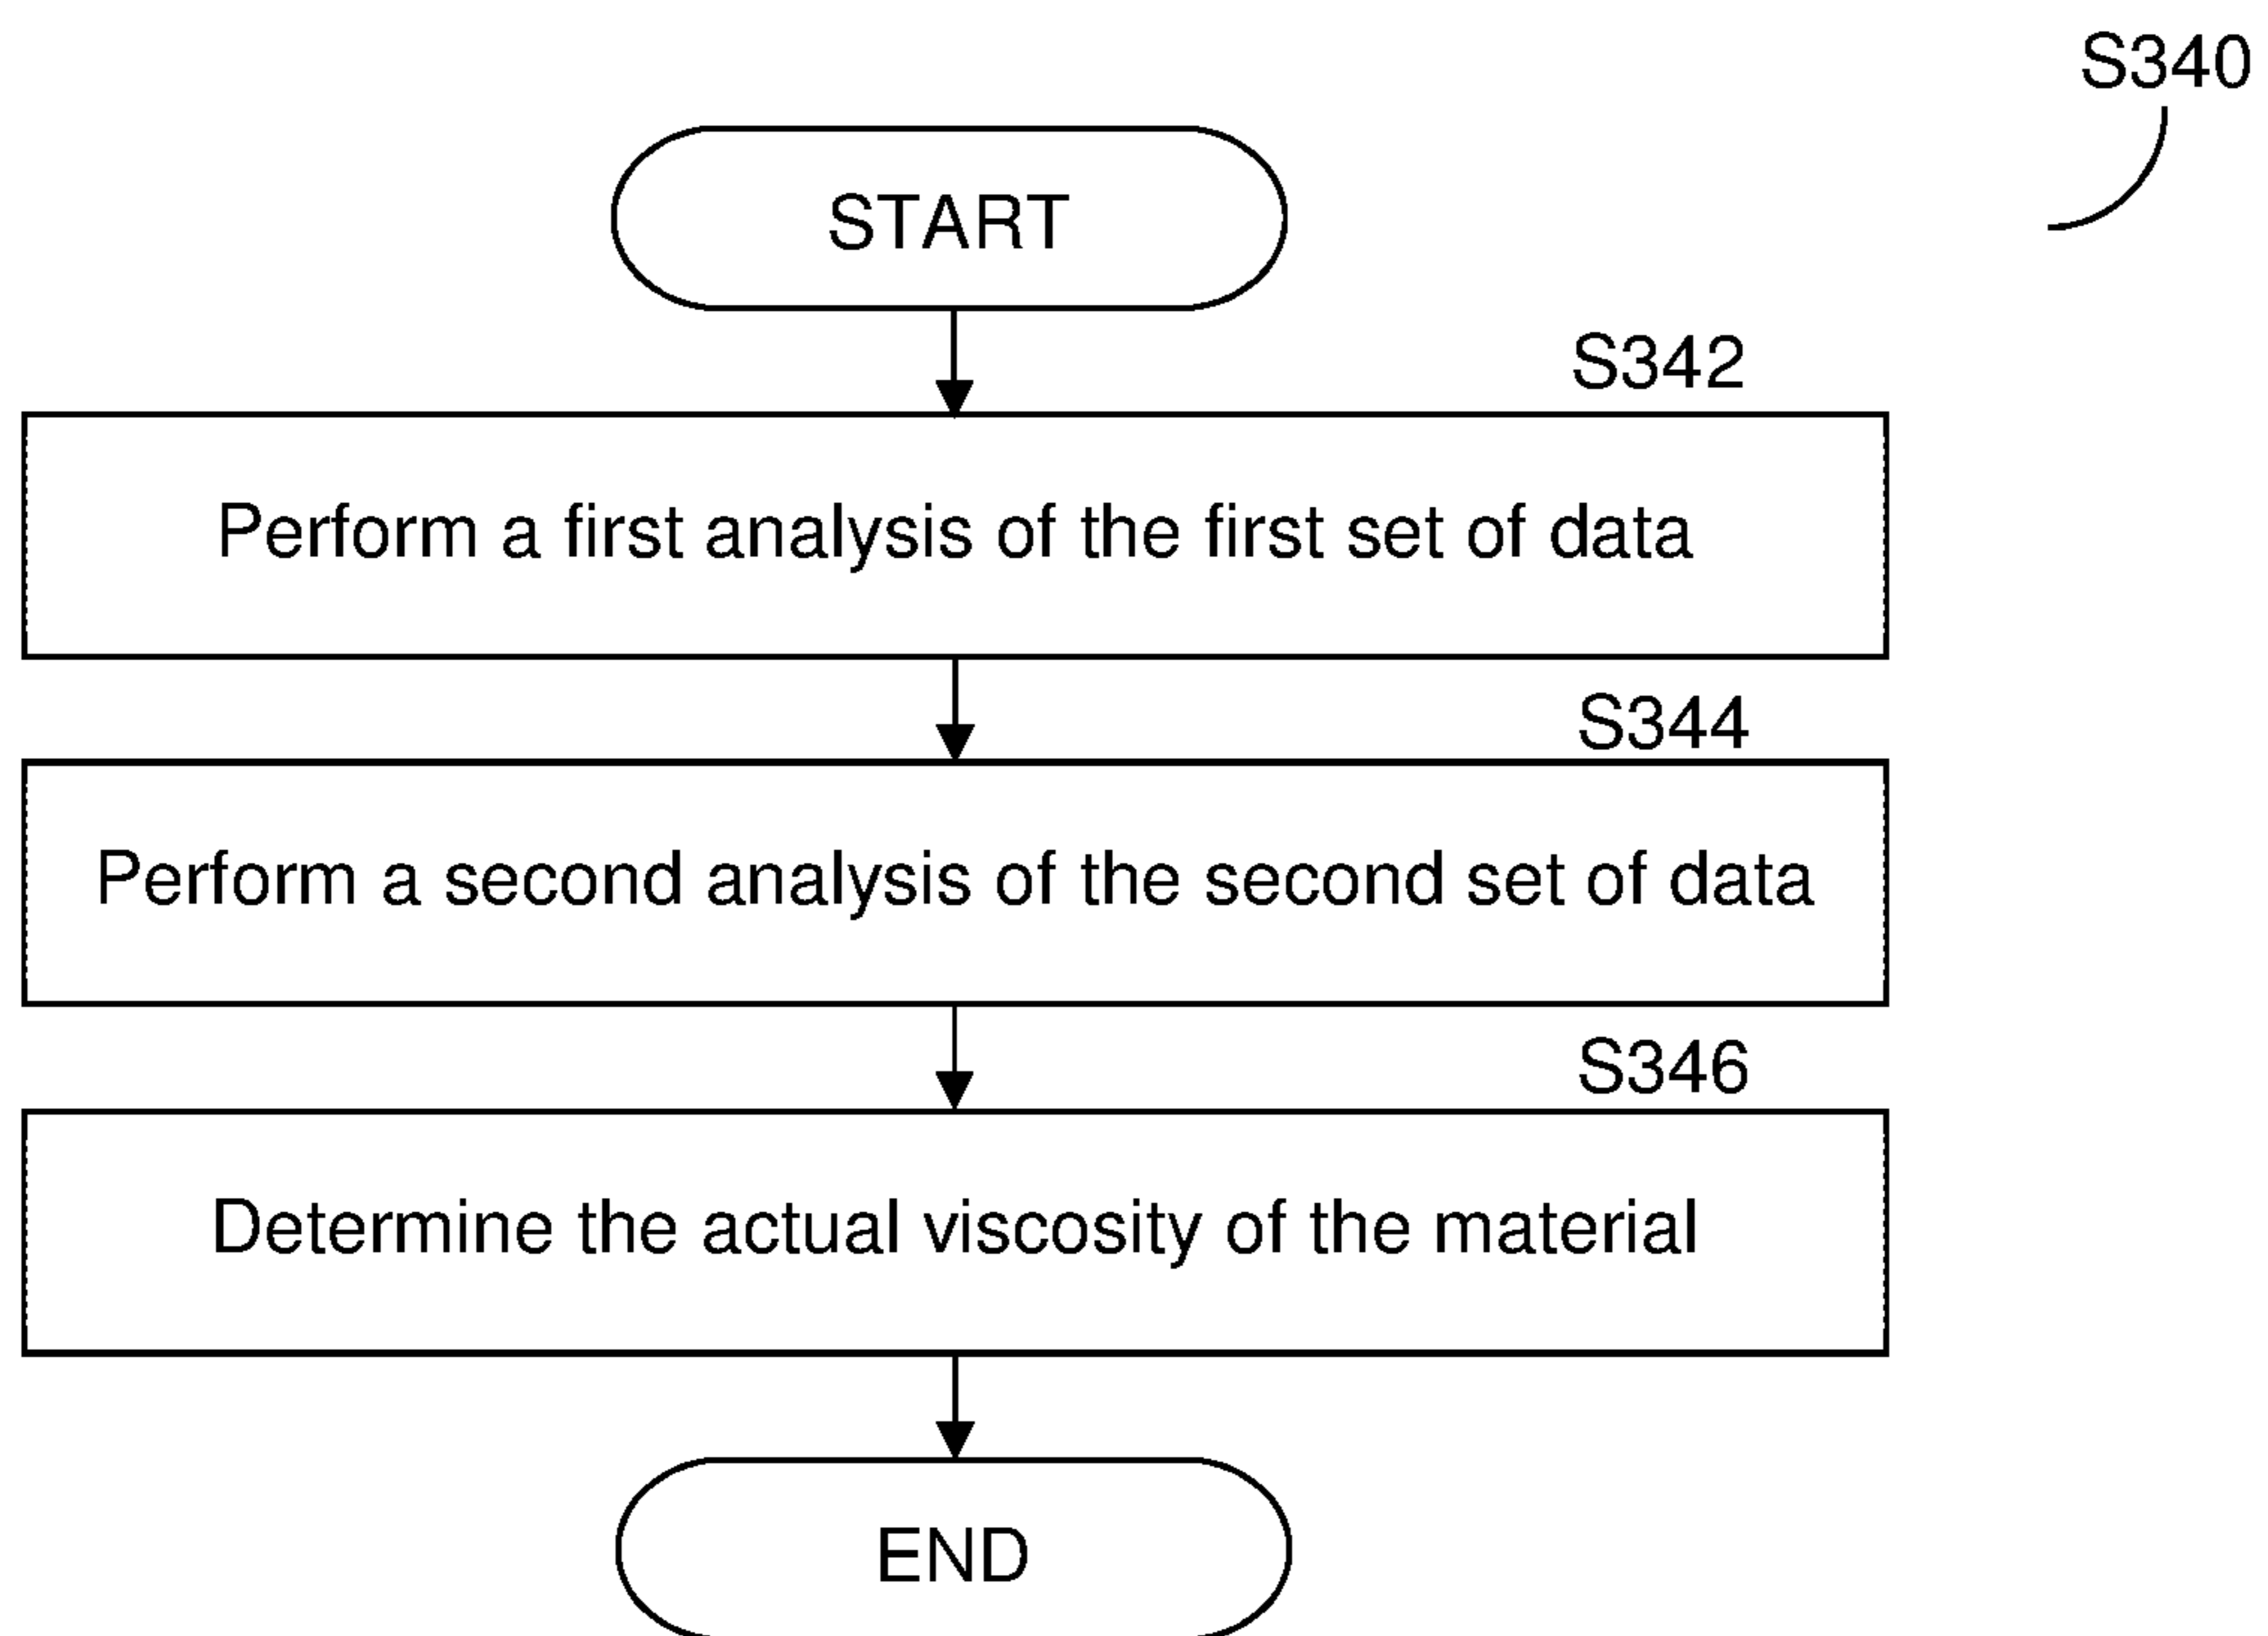 S340
START
S342
Perform a first analysis of the first set of data
S344
Perform a second analysis of the second set of data
S346
Determine the actual viscosity of the material
END